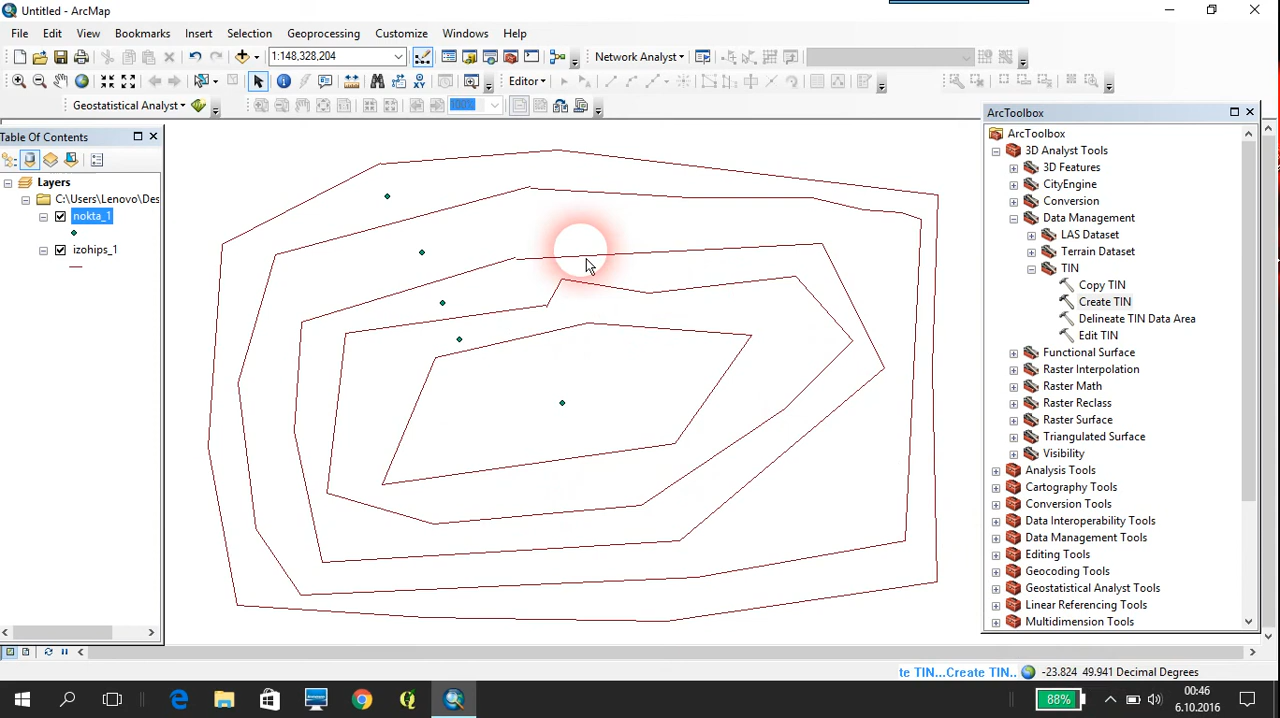 Untitled - ArcMap
File Edit View Bookmarks Insert Selection Geoprocessing Customize Windows Help
1:148,328,204 Network Analyst
Editor
Geostatistical Analyst 100%
Table Of Contents
Layers
C:\Users\Lenovo\Des
nokta_1
izohips_1
ArcToolbox
ArcToolbox
3D Analyst Tools
3D Features
CityEngine
Conversion
Data Management
LAS Dataset
Terrain Dataset
TIN
Copy TIN
Create TIN
Delineate TIN Data Area
Edit TIN
Functional Surface
Raster Interpolation
Raster Math
Raster Reclass
Raster Surface
Triangulated Surface
Visibility
Analysis Tools
Cartography Tools
Conversion Tools
Data Interoperability Tools
Data Management Tools
Editing Tools
Geocoding Tools
Geostatistical Analyst Tools
Linear Referencing Tools
Multidimension Tools
te TIN...Create TIN.. -23.824 49.941 Decimal Degrees
88% 00:46
6.10.2016